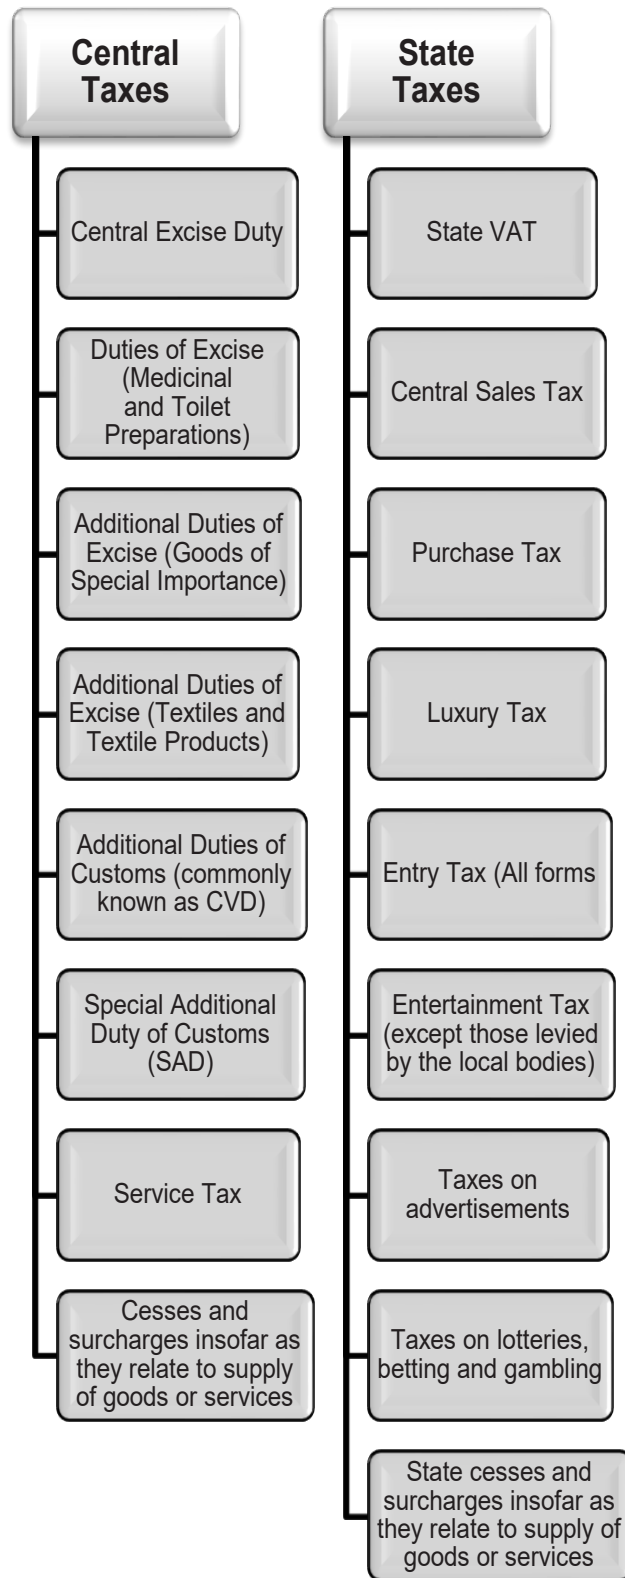 Central
Taxes
Central Excise Duty
Duties of Excise
(Medicinal
and Toilet
Preparations)
Additional Duties of
Excise (Goods of
Special Importance)
Additional Duties of
Excise (Textiles and
Textile Products)
Additional Duties of
Customs (commonly
known as CVD)
Special Additional
Duty of Customs
(SAD)
Service Tax
Cesses and
surcharges insofar as
they relate to supply
of goods or services
State
Taxes
State VAT
Central Sales Tax
Purchase Tax
Luxury Tax
Entry Tax (All forms
Entertainment Tax
(except those levied
by the local bodies)
Taxes on
advertisements
Taxes on lotteries,
betting and gambling
State cesses and
surcharges insofar as
they relate to supply of
goods or services